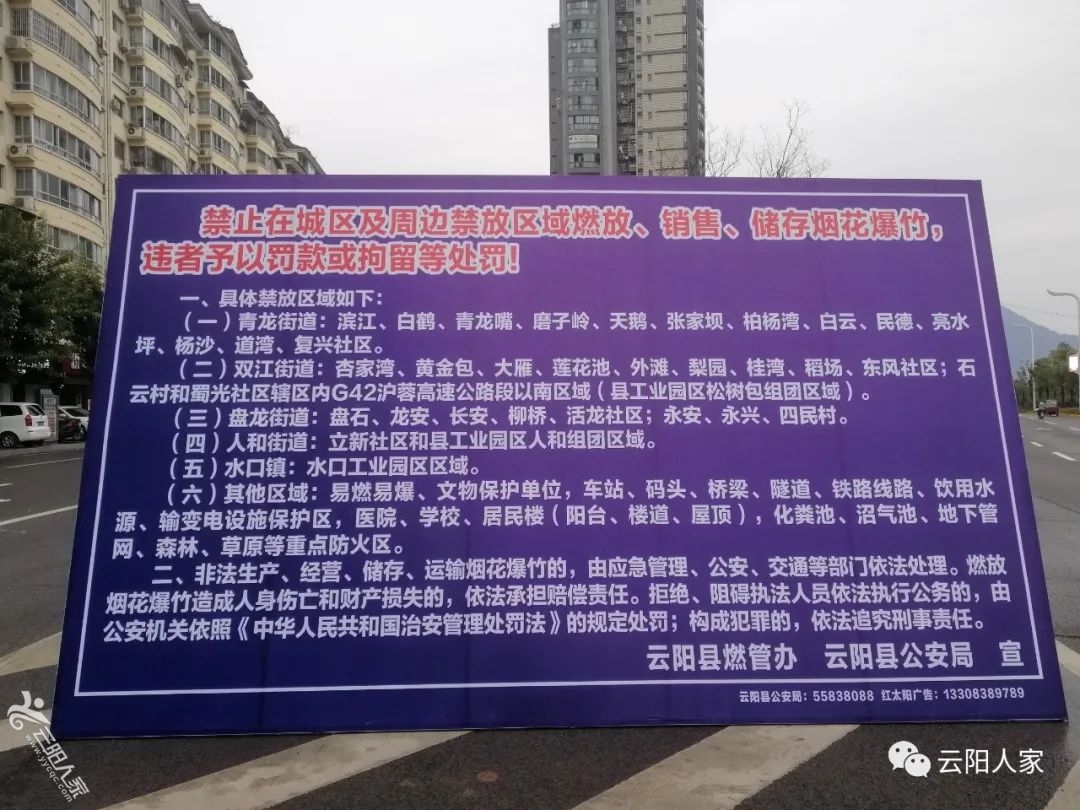 禁止在城区及周边禁放区域燃放、销售、储存烟花爆竹，
违者予以罚款或拘留等处罚！
一、具体禁放区域如下：
（一）青龙街道：滨江、白鹤、青龙嘴、磨子岭、天鹅、张家坝、柏杨湾、白云、民德、亮水
坪、杨沙、道湾、复兴社区。
（二）双江街道：杏家湾、黄金包、大雁、莲花池、外滩、梨园、桂湾、稻场、东风社区；石
云村和蜀光社区辖区内G42沪蓉高速公路段以南区域（县工业园区松树包组团区域）。
（三）盘龙街道：盘石、龙安、长安、柳桥、活龙社区；永安、永兴、四民村。
（四）人和街道：立新社区和县工业园区人和组团区域。
（五）水口镇：水口工业园区区域。
（六）其他区域：易燃易爆、文物保护单位，车站、码头、桥梁、隧道、铁路线路、饮用水
源、输变电设施保护区，医院、学校、居民楼（阳台、楼道、屋顶），化粪池、沼气池、地下管
网、森林、草原等重点防火区。
二、非法生产、经营、储存、运输烟花爆竹的，由应急管理、公安、交通等部门依法处理。燃放
烟花爆竹造成人身伤亡和财产损失的，依法承担赔偿责任。拒绝、阻碍执法人员依法执行公务的，由
公安机关依照《中华人民共和国治安管理处罚法》的规定处罚；构成犯罪的，依法追究刑事责任。
云阳县燃管办 云阳县公安局 宣
云阳县公安局：55838088 红太阳广告：13308389789
云阳人家
www.yycqc.com
云阳人家